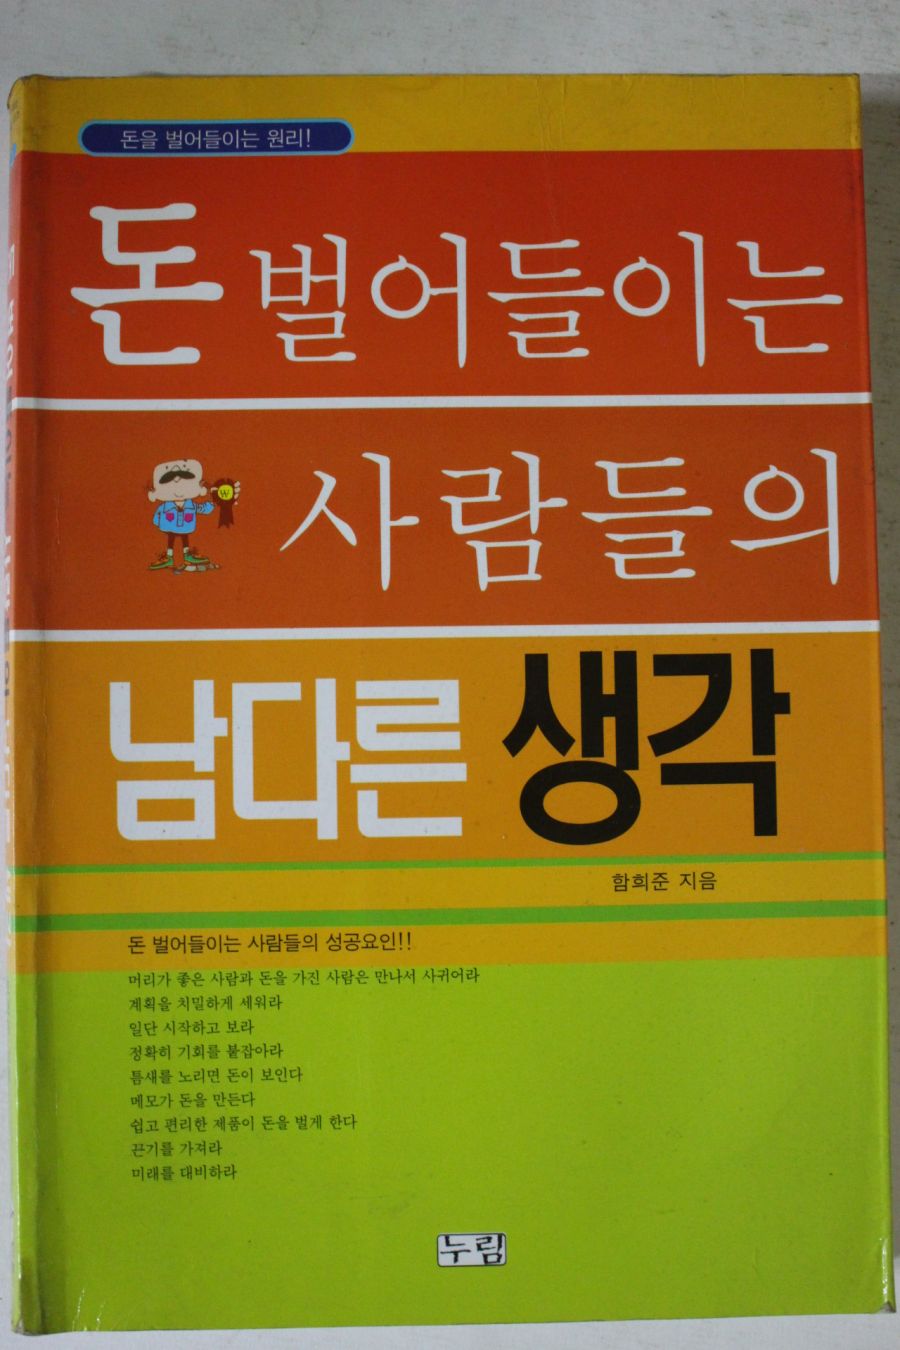 돈을 벌어들이는 원리!
돈 벌어들이는
사람들의
남다른 생각
함희준 지음
돈 벌어들이는 사람들의 성공요인!!
머리가 좋은 사람과 돈을 가진 사람은 만나서 사귀어라
계획을 치밀하게 세워라
일단 시작하고 보라
정확히 기회를 붙잡아라
틈새를 노리면 돈이 보인다
메모가 돈을 만든다
쉽고 편리한 제품이 돈을 벌게 한다
끈기를 가져라
미래를 대비하라
누림